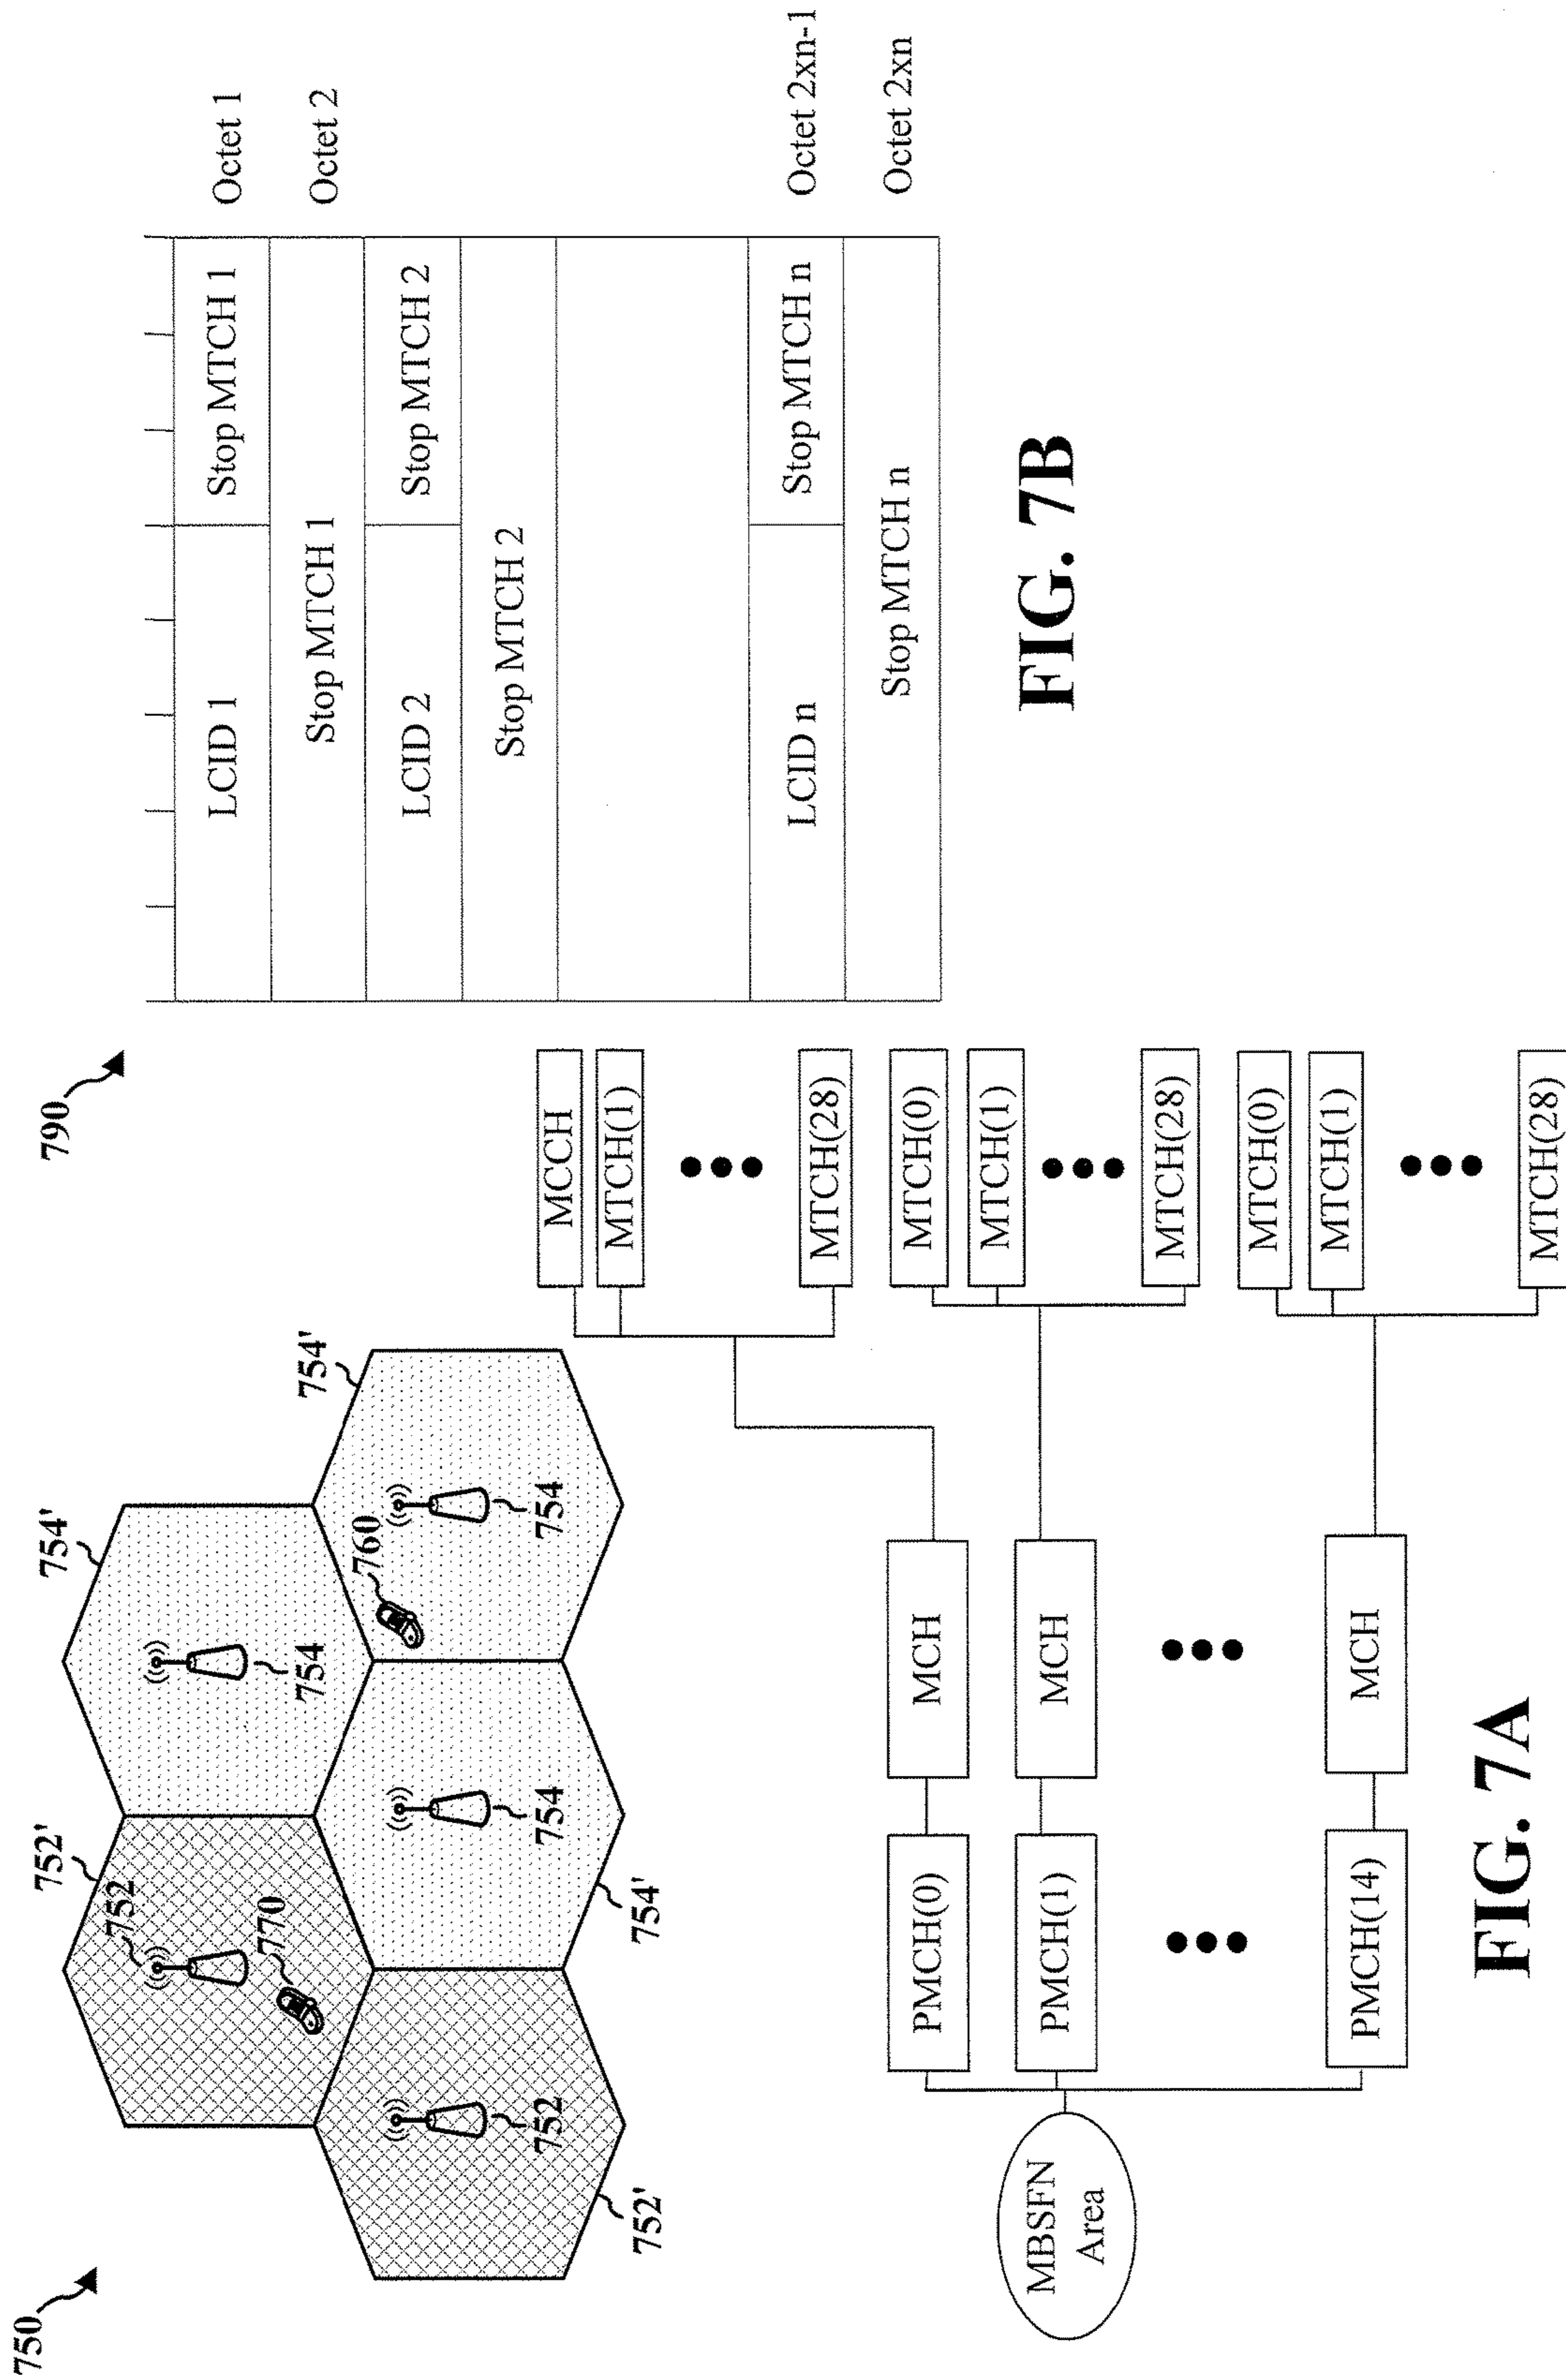 750
752'
752
770
754'
754
754'
760
754
752
752'
754
754'
MBSFN
Area
PMCH(0)
MCH
MCCH
MTCH(1)
MTCH(28)
PMCH(1)
MCH
MTCH(0)
MTCH(1)
MTCH(28)
PMCH(14)
MCH
MTCH(0)
MTCH(1)
MTCH(28)
FIG. 7A
790
LCID 1 Stop MTCH 1 Octet 1
Stop MTCH 1 Octet 2
LCID 2 Stop MTCH 2
Stop MTCH 2
LCID n Stop MTCH n Octet 2xn-1
Stop MTCH n Octet 2xn
FIG. 7B